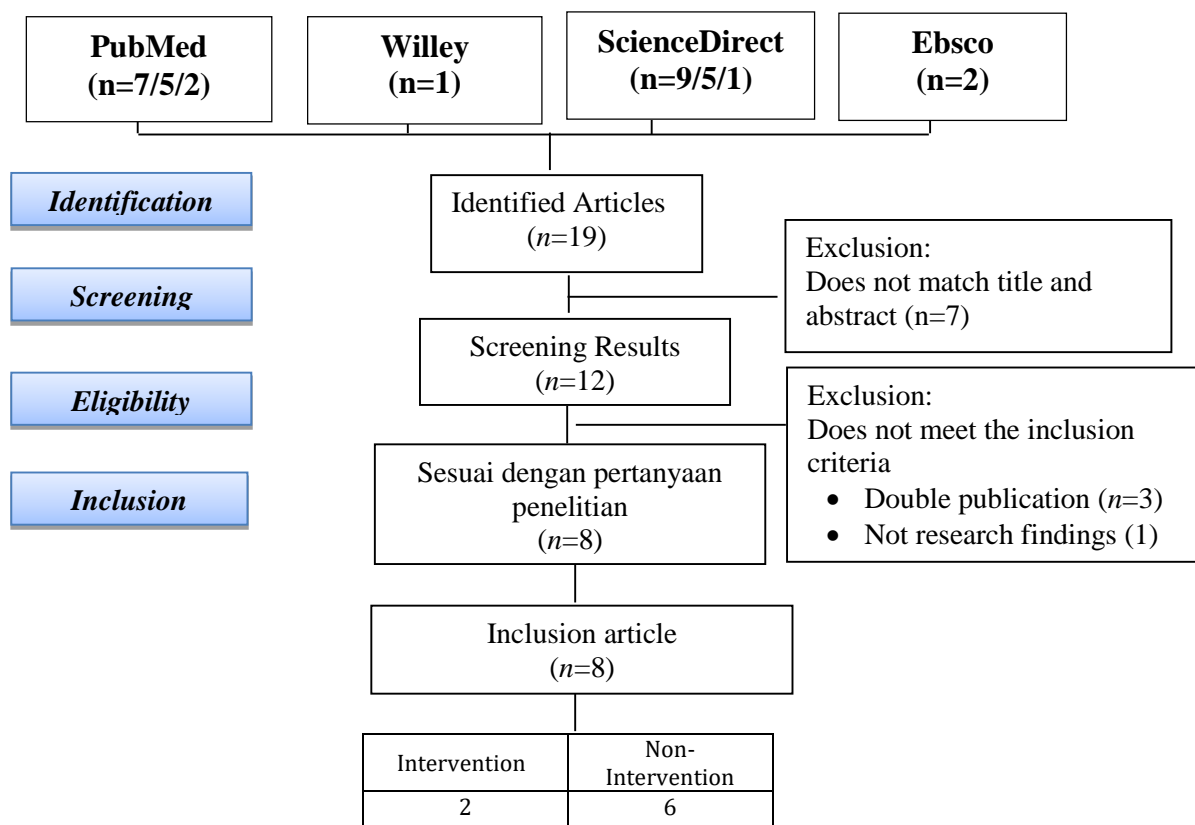 PubMed
(n=7/5/2)
Willey
(n=1)
ScienceDirect
(n=9/5/1)
Ebsco
(n=2)
Identification
Identified Articles
(n=19)
Exclusion:
Does not match title and
abstract (n=7)
Screening
Screening Results
(n=12)
Eligibility
Exclusion:
Does not meet the inclusion
criteria
• Double publication (n=3)
• Not research findings (1)
Inclusion
Sesuai dengan pertanyaan
penelitian
(n=8)
Inclusion article
(n=8)
Intervention
Non-
Intervention
2
6